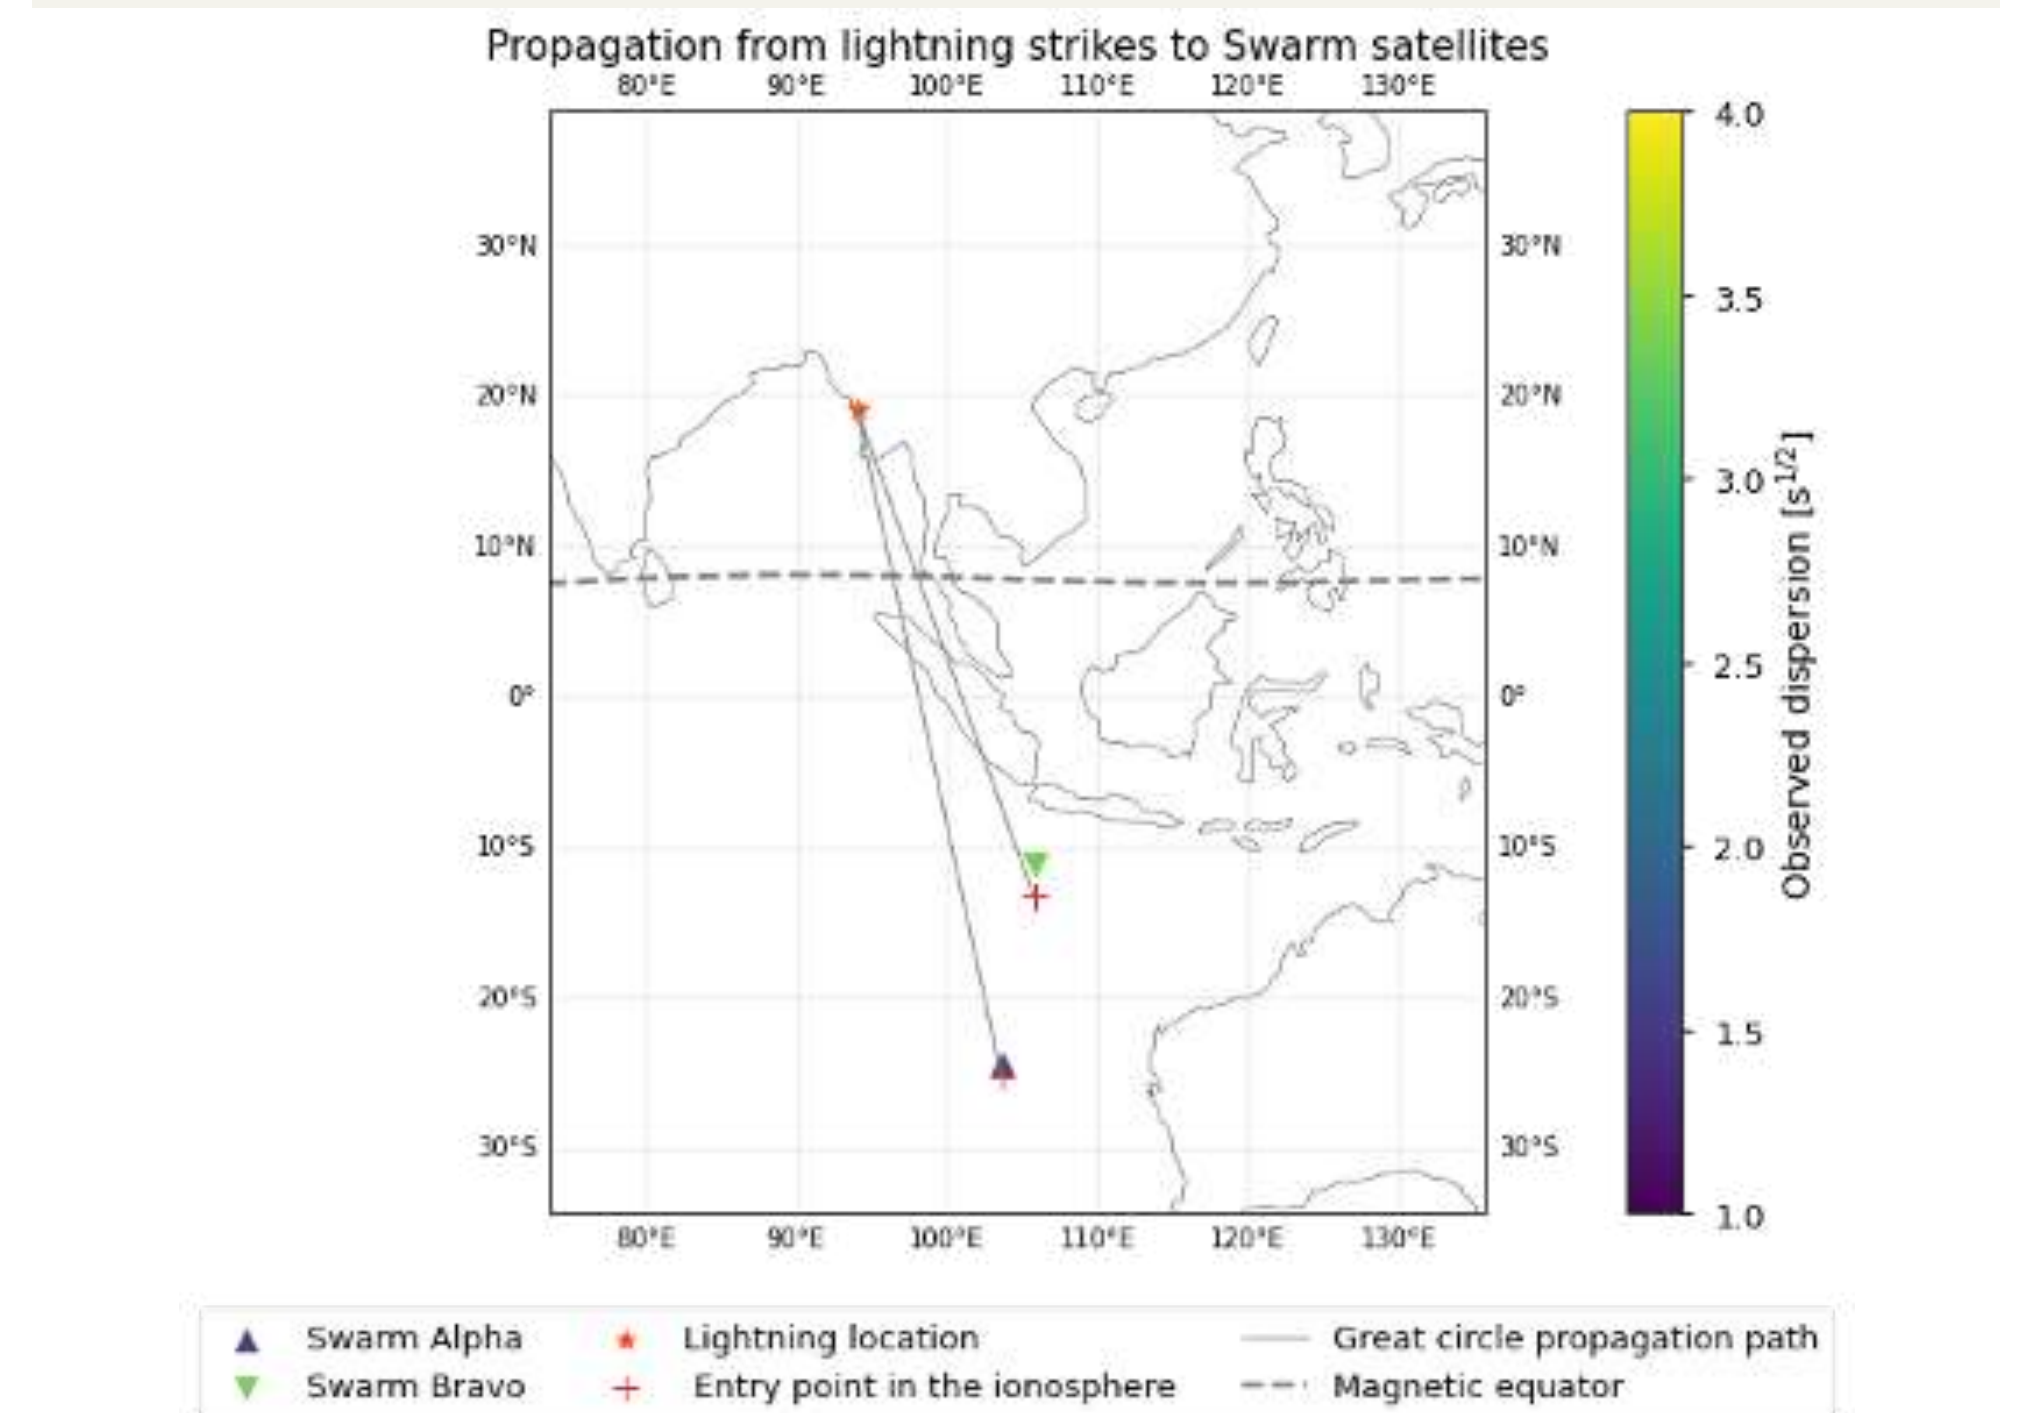 Propagation from lightning strikes to Swarm satellites
80°E 90°E 100°E 110°E 120°E 130°E
4.0
30°N 30°N
3.5
20°N 20°N
3.0
10°N 10°N
2.5
0° 0°
Observed dispersion [s^1/2]
10°S 10°S
2.0
20°S 20°S
1.5
30°S 30°S
1.0
80°E 90°E 100°E 110°E 120°E 130°E
Swarm Alpha Lightning location Great circle propagation path
Swarm Bravo Entry point in the ionosphere Magnetic equator